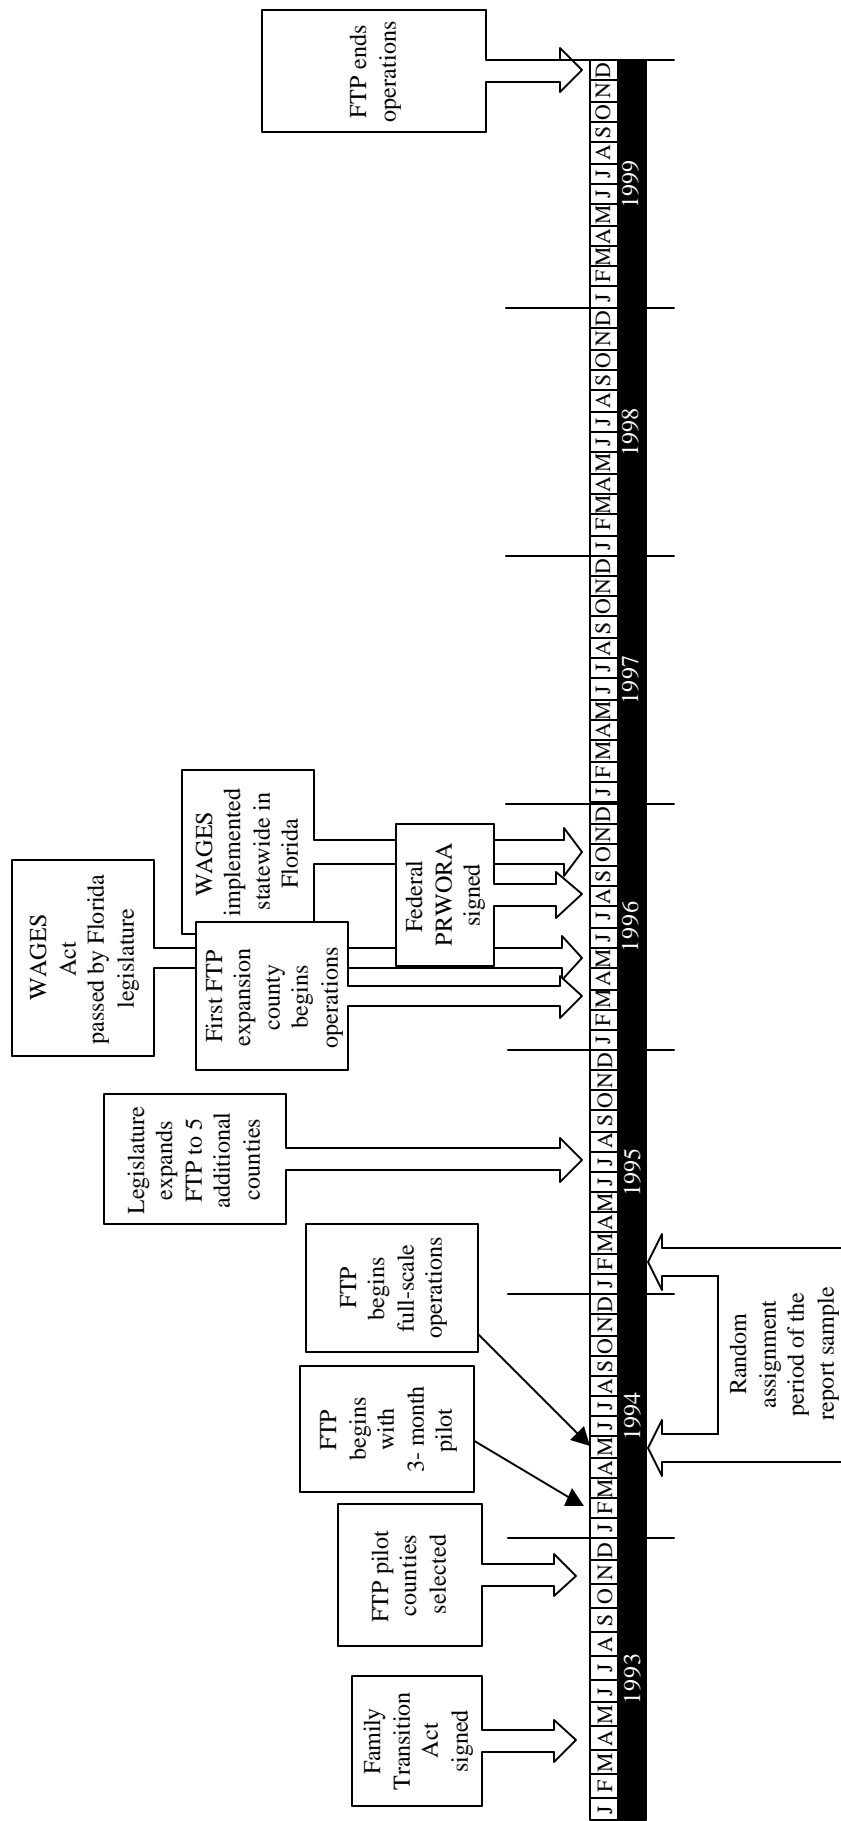 WAGES
Act
passed by Florida
legislature
Legislature
expands
FTP to 5
additional
counties
WAGES
implemented
statewide in
Florida
First FTP
expansion
county
begins
operations
FTP ends
operations
FTP
begins
with
3- month
pilot
FTP
begins
full-scale
operations
FTP pilot
counties
selected
Family
Transition
Act
signed
Federal
PRWORA
signed
J F M A M J J A S O N D J F M A M J J A S O N D J F M A M J J A S O N D J F M A M J J A S O N D J F M A M J J A S O N D J F M A M J J A S O N D J F M A M J J A S O N D
1993 1994 1995 1996 1997 1998 1999
Random
assignment
period of the
report sample